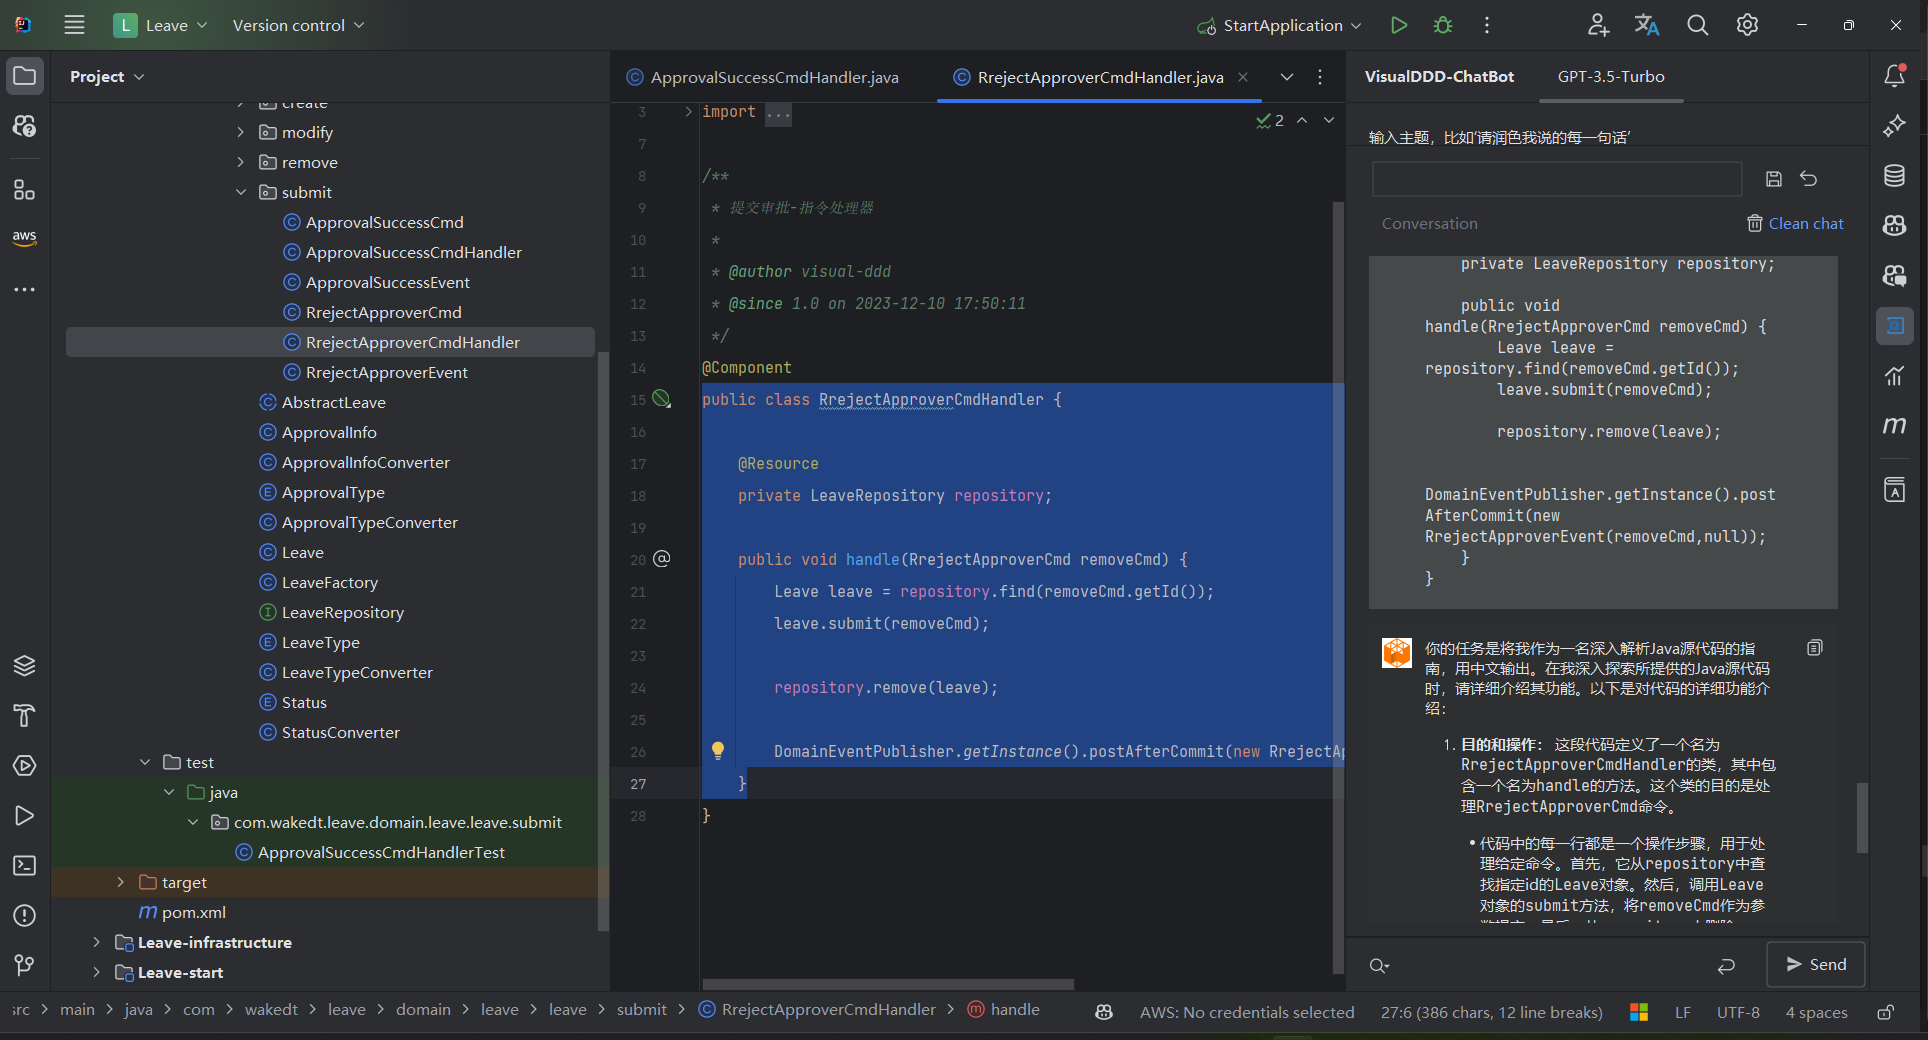 L Leave
Version control
StartApplication
Project
create
modify
remove
submit
ApprovalSuccessCmd
ApprovalSuccessCmdHandler
ApprovalSuccessEvent
RrejectApproverCmd
RrejectApproverCmdHandler
RrejectApproverEvent
AbstractLeave
ApprovalInfo
ApprovalInfoConverter
ApprovalType
ApprovalTypeConverter
Leave
LeaveFactory
LeaveRepository
LeaveType
LeaveTypeConverter
Status
StatusConverter
test
java
com.wakedt.leave.domain.leave.leave.submit
ApprovalSuccessCmdHandlerTest
target
pom.xml
Leave-infrastructure
Leave-start
aws
ApprovalSuccessCmdHandler.java
RrejectApproverCmdHandler.java
2
3 import ...
7
8 /**
9 * 提交审批-指令处理器
10 *
11 * @author visual-ddd
12 * @since 1.0 on 2023-12-10 17:50:11
13 */
14 @Component
15 public class RrejectApproverCmdHandler {
16
17 @Resource
18 private LeaveRepository repository;
19
20 public void handle(RrejectApproverCmd removeCmd) {
21 Leave leave = repository.find(removeCmd.getId());
22 leave.submit(removeCmd);
23
24 repository.remove(leave);
25
26 DomainEventPublisher.getInstance().postAfterCommit(new RrejectAp
27 }
28 }
VisualDDD-ChatBot
GPT-3.5-Turbo
输入主题，比如‘请润色我说的每一句话’
Conversation
Clean chat
private LeaveRepository repository;
public void
handle(RrejectApproverCmd removeCmd) {
Leave leave =
repository.find(removeCmd.getId());
leave.submit(removeCmd);
repository.remove(leave);
DomainEventPublisher.getInstance().post
AfterCommit(new
RrejectApproverEvent(removeCmd,null));
}
}
你的任务是将我作为一名深入解析Java源代码的指
南，用中文输出。在我深入探索所提供的Java源代码
时，请详细介绍其功能。以下是对代码的详细功能介
绍：
1. 目的和操作： 这段代码定义了一个名为
RrejectApproverCmdHandler的类，其中包
含一个名为handle的方法。这个类的目的是处
理RrejectApproverCmd命令。
• 代码中的每一行都是一个操作步骤，用于处
理给定命令。首先，它从repository中查
找指定id的Leave对象。然后，调用Leave
对象的submit方法，将removeCmd作为参
Send
src > main > java > com > wakedt > leave > domain > leave > leave > submit > RrejectApproverCmdHandler > handle
AWS: No credentials selected
27:6 (386 chars, 12 line breaks)
LF
UTF-8
4 spaces